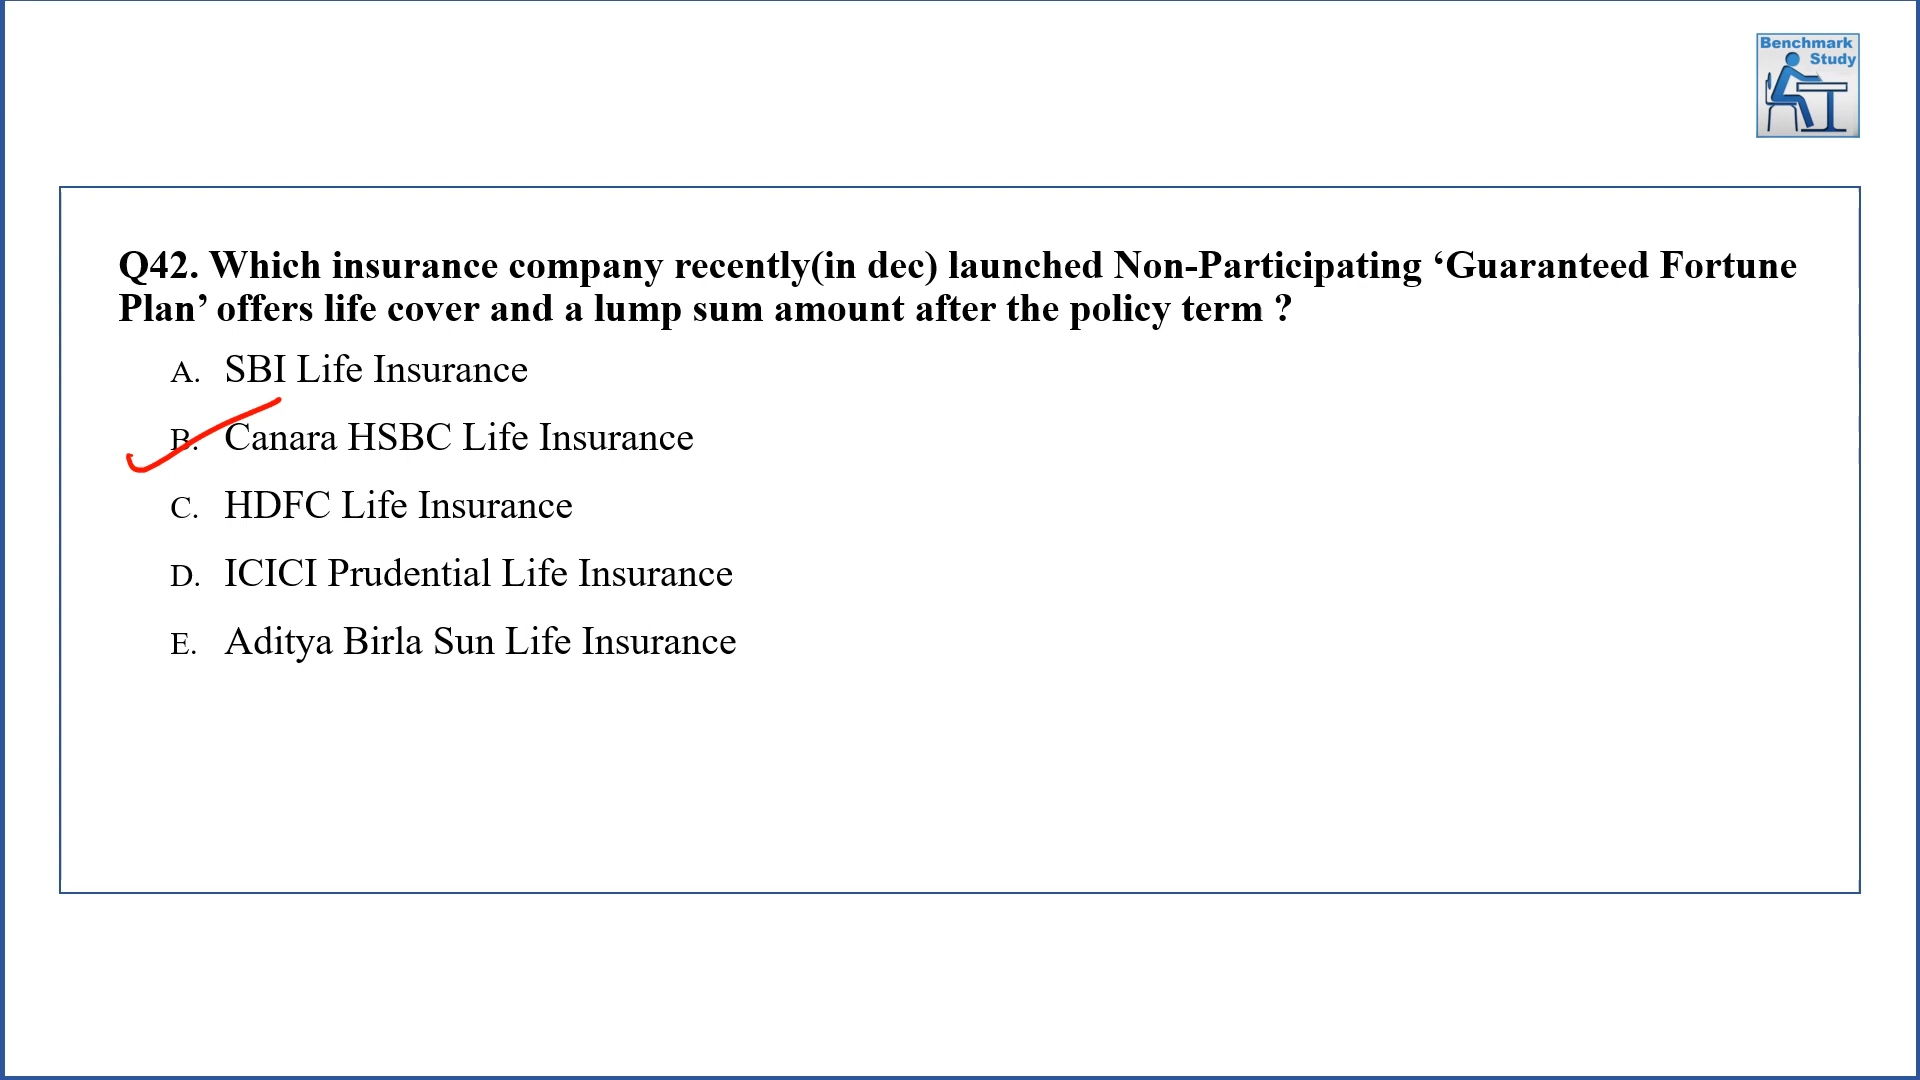 Benchmark
Study
Q42. Which insurance company recently(in dec) launched Non-Participating ‘Guaranteed Fortune
Plan’ offers life cover and a lump sum amount after the policy term ?
A. SBI Life Insurance
B. Canara HSBC Life Insurance
C. HDFC Life Insurance
D. ICICI Prudential Life Insurance
E. Aditya Birla Sun Life Insurance